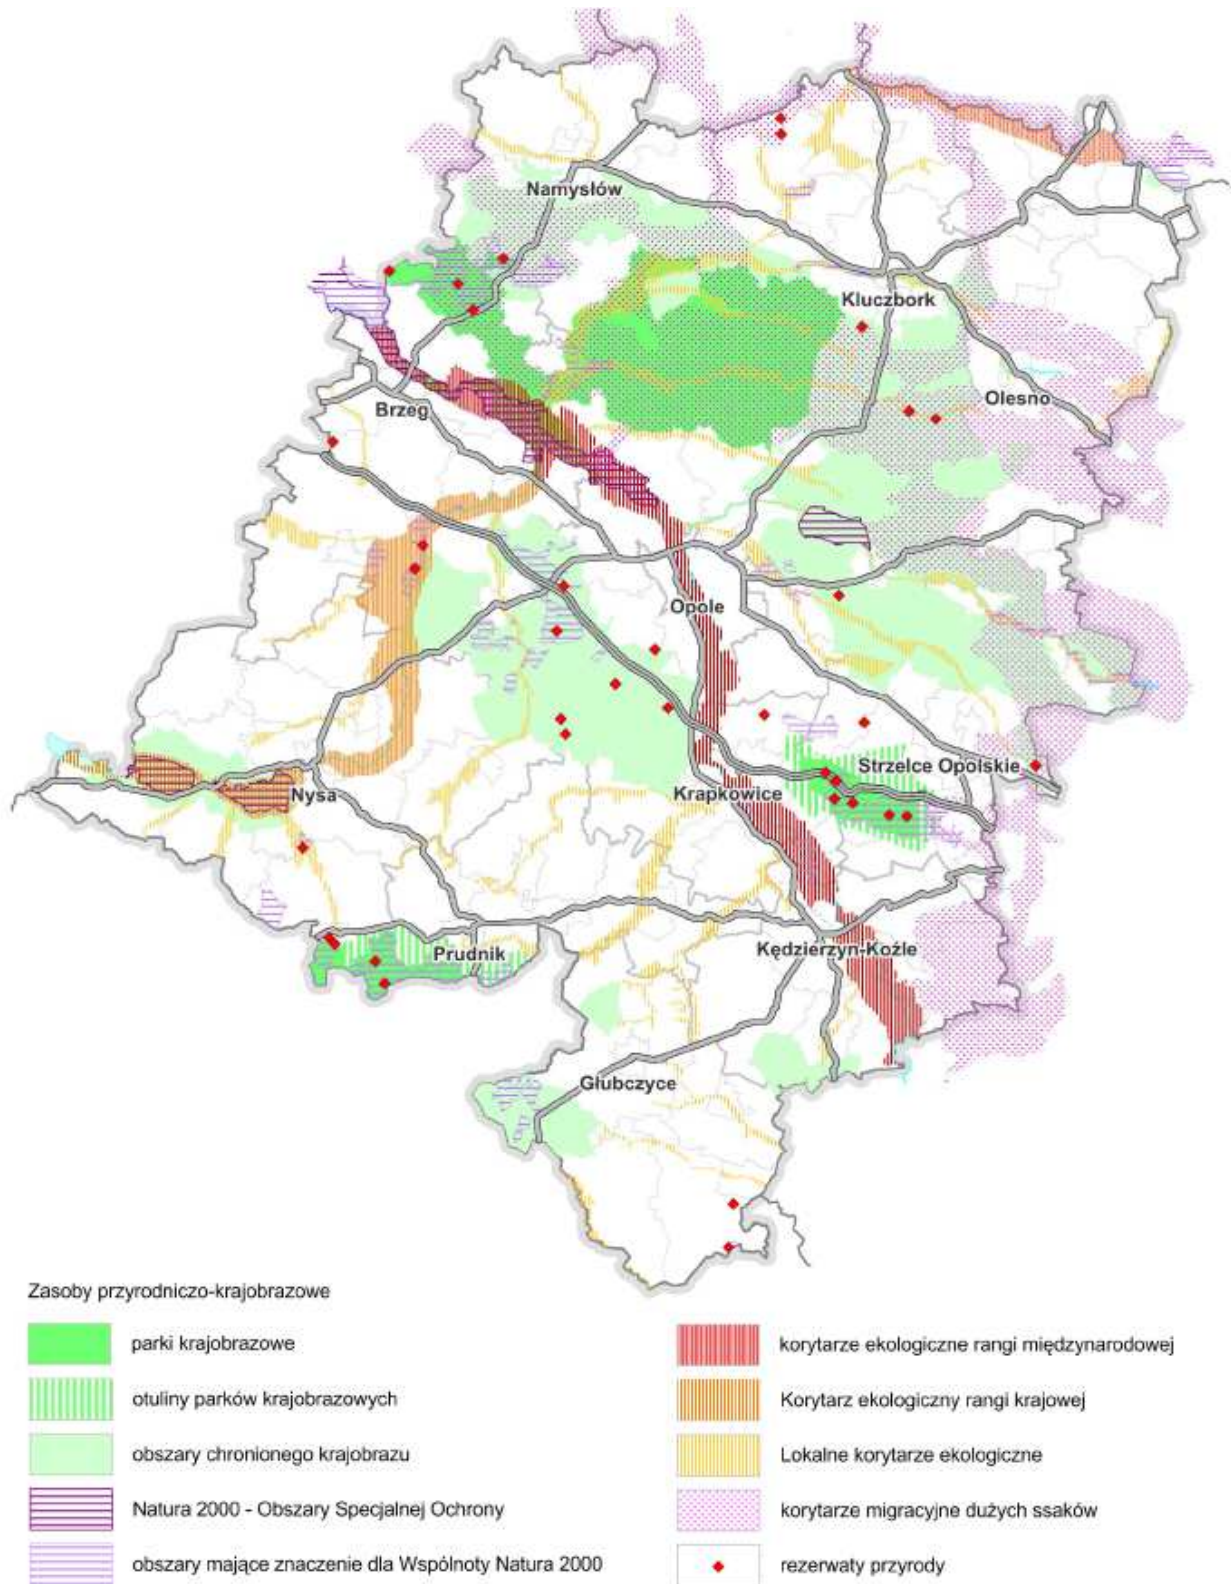 Namysłów
Kluczbork
Olesno
Brzeg
Opole
Strzelce Opolskie
Krapkowice
Nysa
Prudnik
Kędzierzyn-Koźle
Głubczyce
Zasoby przyrodniczo-krajobrazowe
parki krajobrazowe
otuliny parków krajobrazowych
obszary chronionego krajobrazu
Natura 2000 - Obszary Specjalnej Ochrony
obszary mające znaczenie dla Wspólnoty Natura 2000
korytarze ekologiczne rangi międzynarodowej
Korytarz ekologiczny rangi krajowej
Lokalne korytarze ekologiczne
korytarze migracyjne dużych ssaków
rezerwaty przyrody